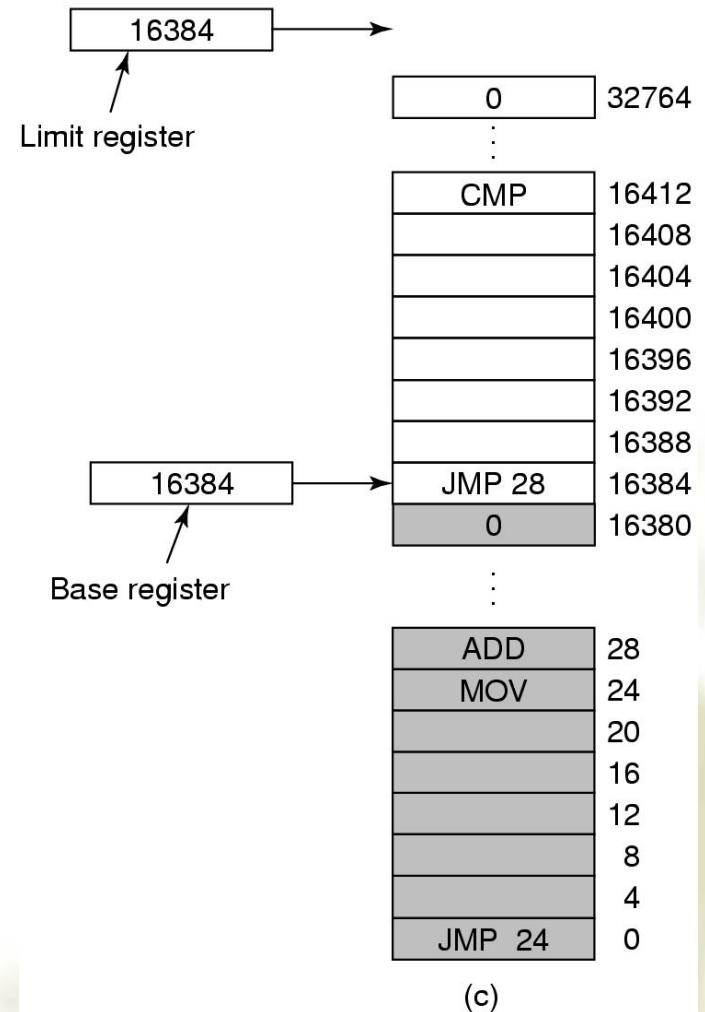 16384
Limit register
0 32764
CMP 16412
16408
16404
16400
16396
16392
16388
16384
JMP 28 16384
0 16380
Base register
ADD 28
MOV 24
20
16
12
8
4
JMP 24 0
(c)